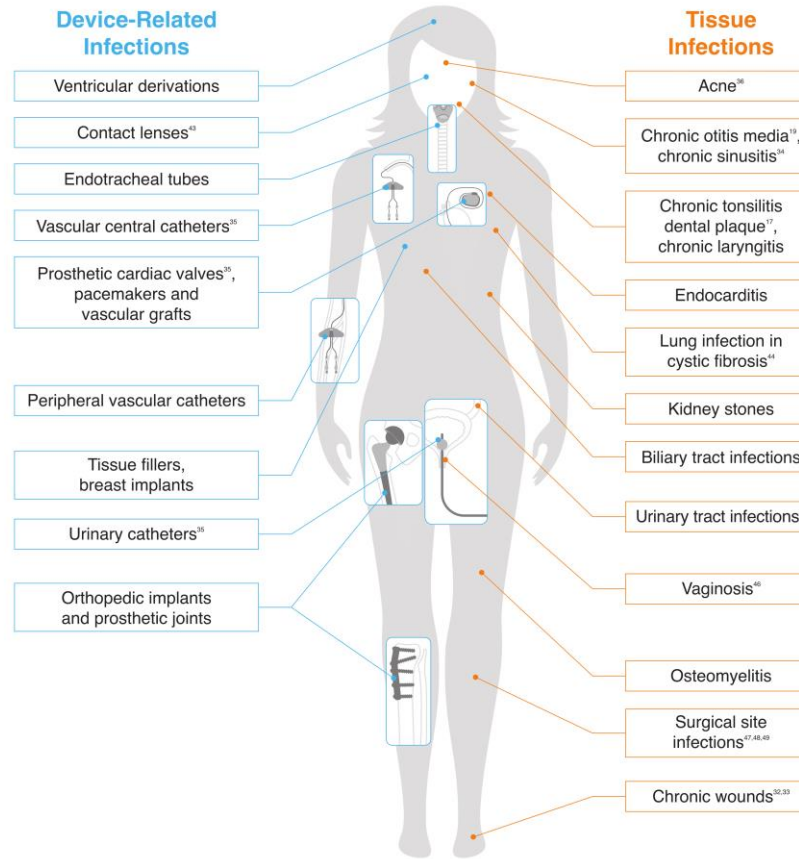 Device-Related
Infections
Ventricular derivations
Contact lenses⁴³
Endotracheal tubes
Vascular central catheters³⁵
Prosthetic cardiac valves³⁵,
pacemakers and
vascular grafts
Peripheral vascular catheters
Tissue fillers,
breast implants
Urinary catheters³⁵
Orthopedic implants
and prosthetic joints
Tissue
Infections
Acne³⁶
Chronic otitis media¹⁹,
chronic sinusitis³⁴
Chronic tonsilitis
dental plaque¹⁷,
chronic laryngitis
Endocarditis
Lung infection in
cystic fibrosis⁴⁴
Kidney stones
Biliary tract infections
Urinary tract infections
Vaginosis⁴⁶
Osteomyelitis
Surgical site
infections⁴⁷,⁴⁸,⁴⁹
Chronic wounds³²,³³